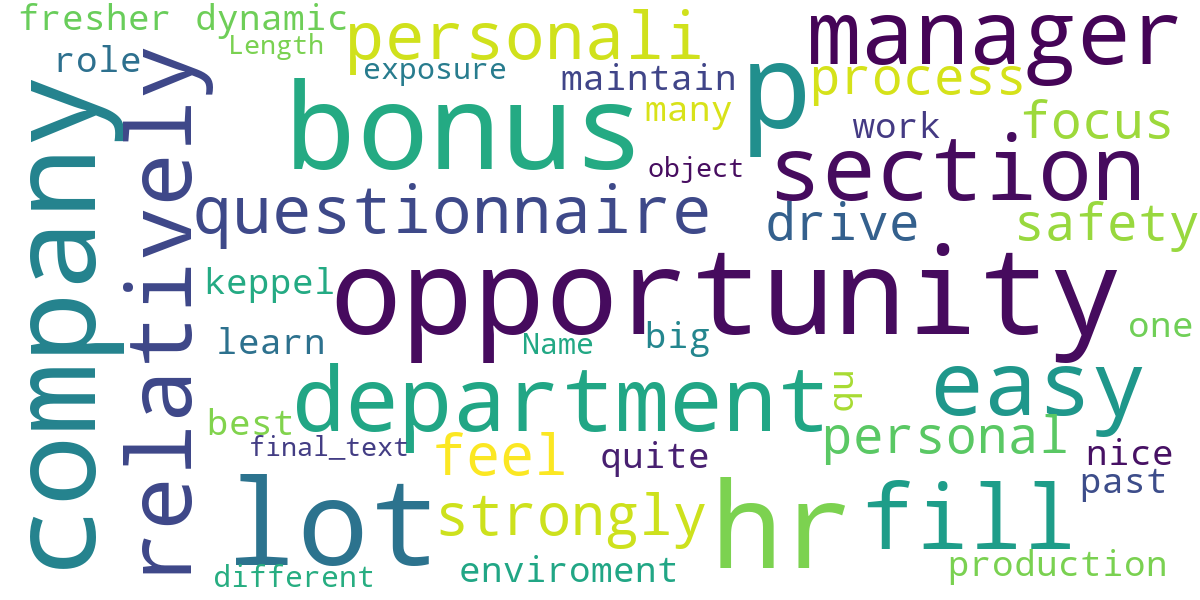 fresher
dynamic
personali
manager
Length
role
exposure
maintain
p
process
company
relatively
bonus
many
work
focus
object
section
questionnaire
drive
safety
keppel
opportunity
learn
Name
big
one
department
qu
easy
best
final_text
feel
quite
personal
nice
past
lot
strongly
hr
fill
different
enviroment
production